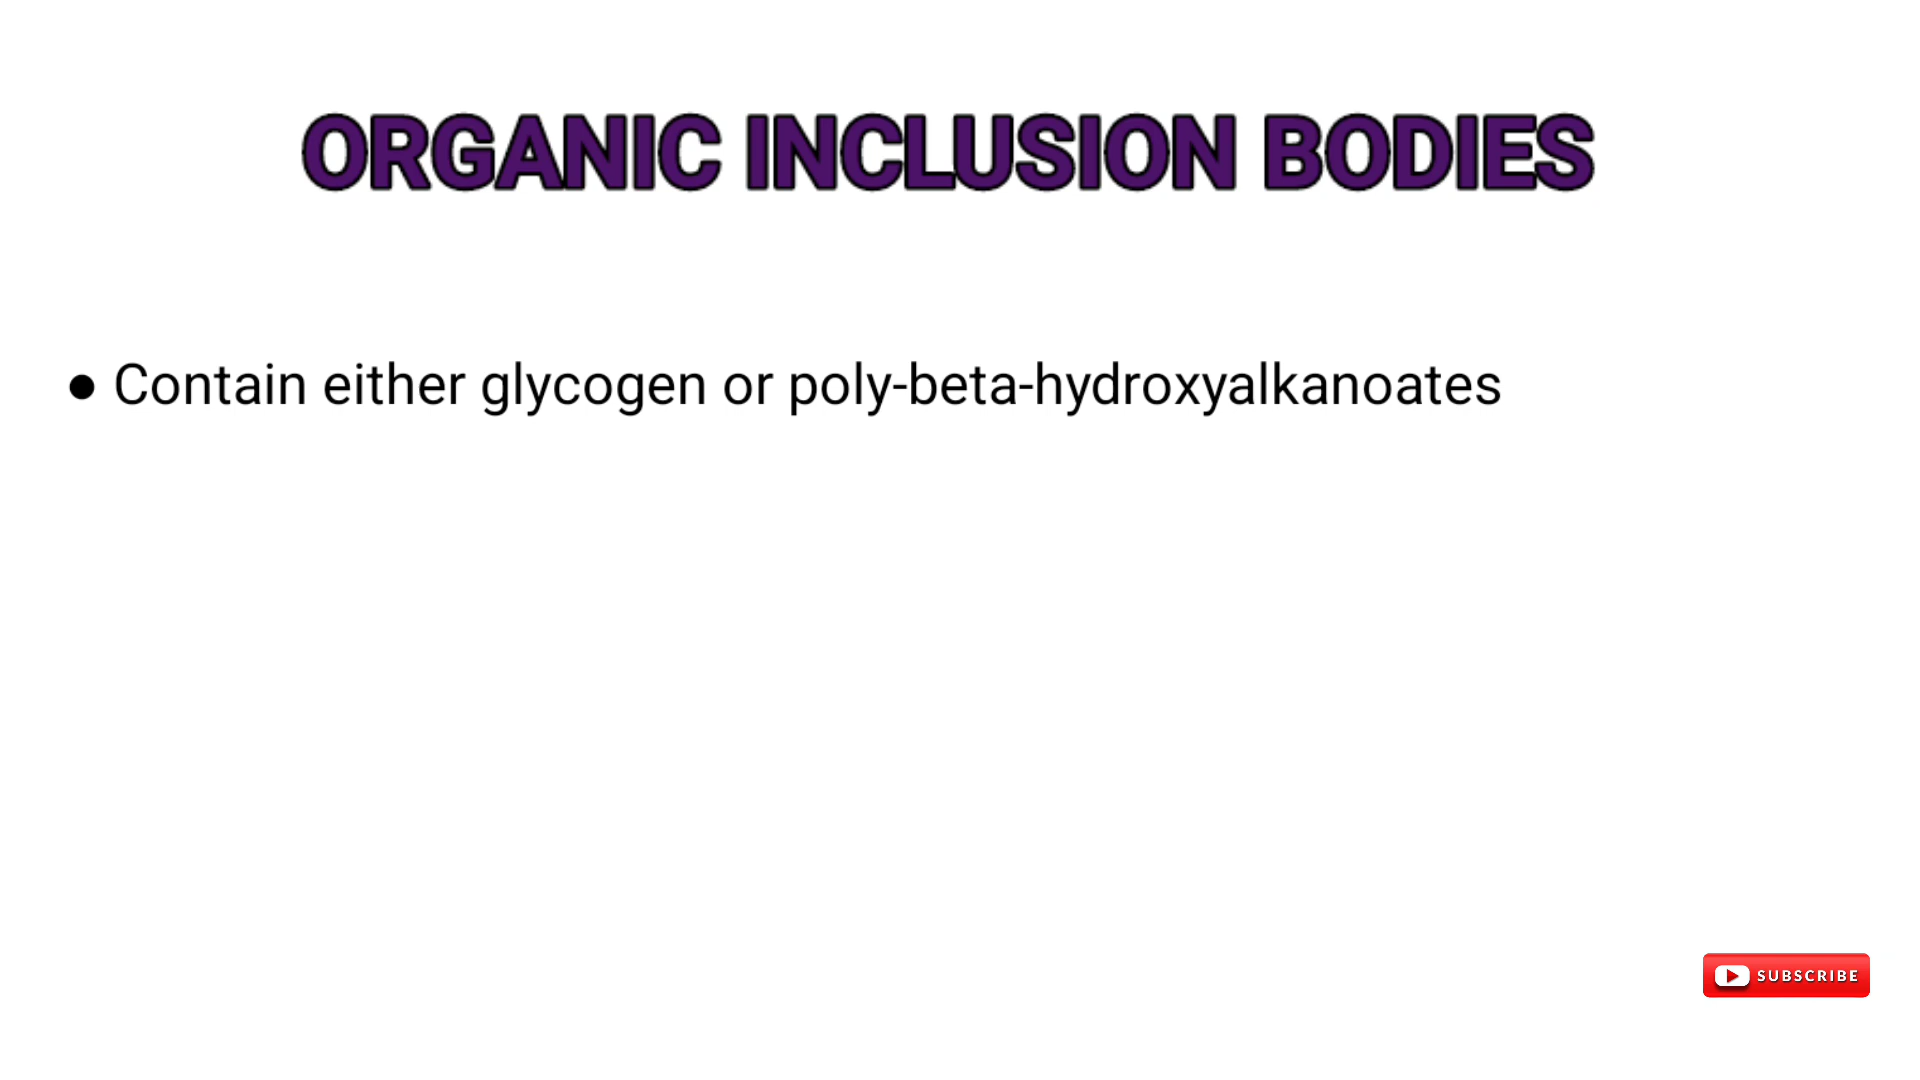 ORGANIC INCLUSION BODIES
● Contain either glycogen or poly-beta-hydroxyalkanoates
SUBSCRIBE